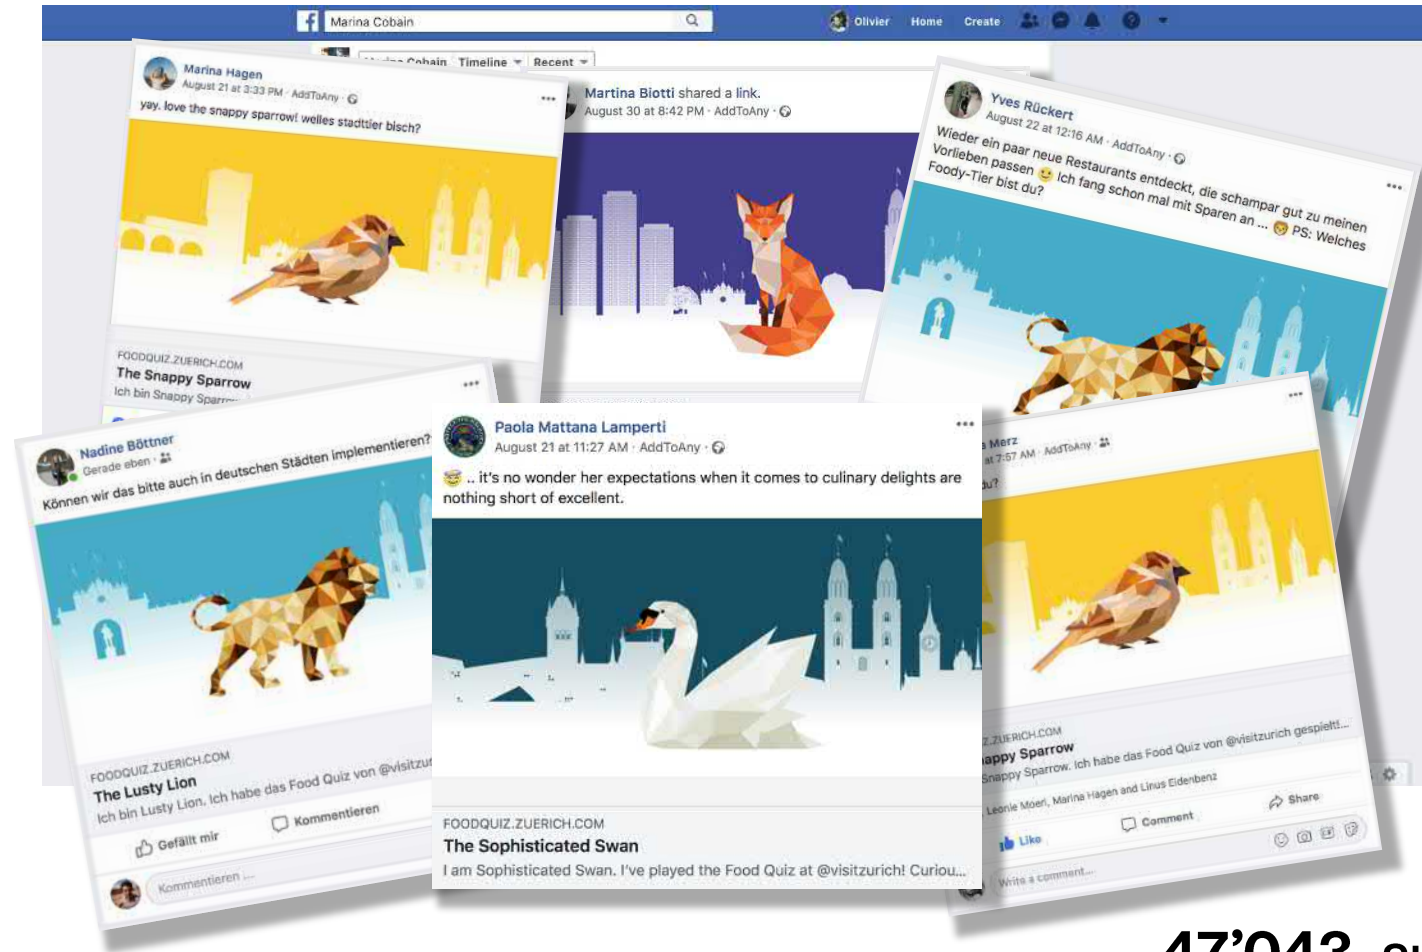 Marina Cobain
Olivier Home Create
Timeline Recent
Marina Hagen
August 21 at 3:33 PM · AddToAny ·
yay. love the snappy sparrow! welles stadttier bisch?
FOODQUIZ.ZUERICH.COM
The Snappy Sparrow
Ich bin Snappy
Martina Biotti shared a link.
August 30 at 8:42 PM · AddToAny ·
Yves Rückert
August 22 at 12:16 AM · AddToAny ·
Wieder ein paar neue Restaurants entdeckt, die schampar gut zu meinen
Vorlieben passen 😉 Ich fang schon mal mit Sparen an ... 🦁 PS: Welches
Foody-Tier bist du?
Nadine Böttner
Gerade eben ·
Können wir das bitte auch in deutschen Städten implementieren?
FOODQUIZ.ZUERICH.COM
The Lusty Lion
Ich bin Lusty Lion. Ich habe das Food Quiz von
Gefällt mir Kommentieren
Kommentieren ...
Paola Mattana Lamperti
August 21 at 11:27 AM · AddToAny ·
😇 .. it's no wonder her expectations when it comes to culinary delights are
nothing short of excellent.
FOODQUIZ.ZUERICH.COM
The Sophisticated Swan
I am Sophisticated Swan. I've played the Food Quiz at @visitzurich! Curiou...
Merz
at 7:57 AM · AddToAny ·
du?
ZUERICH.COM
Sparrow
Snappy Sparrow. Ich habe das Food Quiz von @visitzurich gespielt!...
Leonie Moeri, Marina Hagen and Linus Eidenbenz
Like Comment Share
Write a comment...
47'043